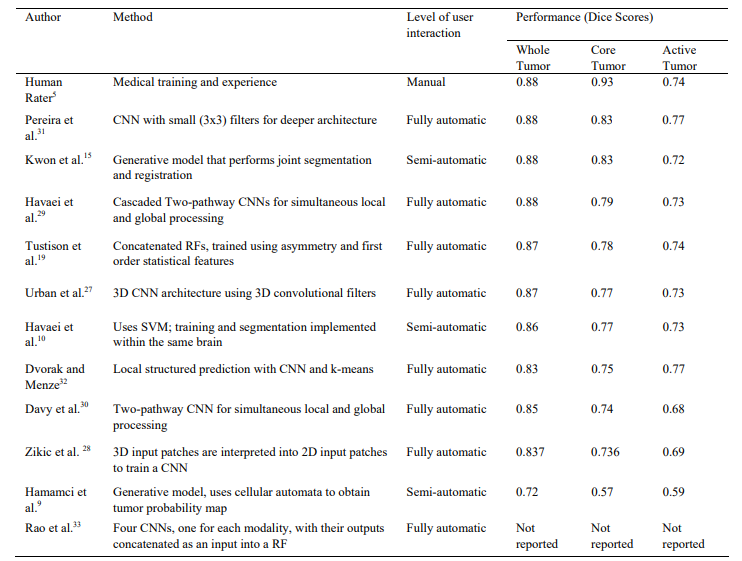 Author Method Level of user Performance (Dice Scores)
interaction
Whole Core Active
Tumor Tumor Tumor
Human Medical training and experience Manual 0.88 0.93 0.74
Rater5
Pereira et CNN with small (3x3) filters for deeper architecture Fully automatic 0.88 0.83 0.77
al.31
Kwon et al.15 Generative model that performs joint segmentation Semi-automatic 0.88 0.83 0.72
and registration
Havaei et Cascaded Two-pathway CNNs for simultaneous local Fully automatic 0.88 0.79 0.73
al.29 and global processing
Tustison et Concatenated RFs, trained using asymmetry and first Fully automatic 0.87 0.78 0.74
al.19 order statistical features
Urban et al.27 3D CNN architecture using 3D convolutional filters Fully automatic 0.87 0.77 0.73
Havaei et Uses SVM; training and segmentation implemented Semi-automatic 0.86 0.77 0.73
al.10 within the same brain
Dvorak and Local structured prediction with CNN and k-means Fully automatic 0.83 0.75 0.77
Menze32
Davy et al.30 Two-pathway CNN for simultaneous local and global Fully automatic 0.85 0.74 0.68
processing
Zikic et al. 28 3D input patches are interpreted into 2D input patches Fully automatic 0.837 0.736 0.69
to train a CNN
Hamamci et Generative model, uses cellular automata to obtain Semi-automatic 0.72 0.57 0.59
al.9 tumor probability map
Rao et al.33 Four CNNs, one for each modality, with their outputs Fully automatic Not Not Not
concatenated as an input into a RF reported reported reported